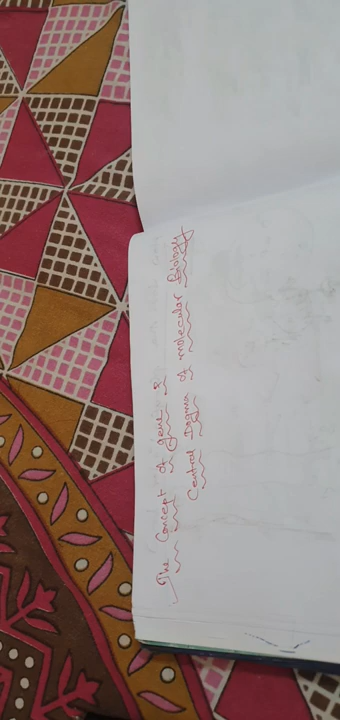 The Concept of gene &
Central Dogma of molecular Biology